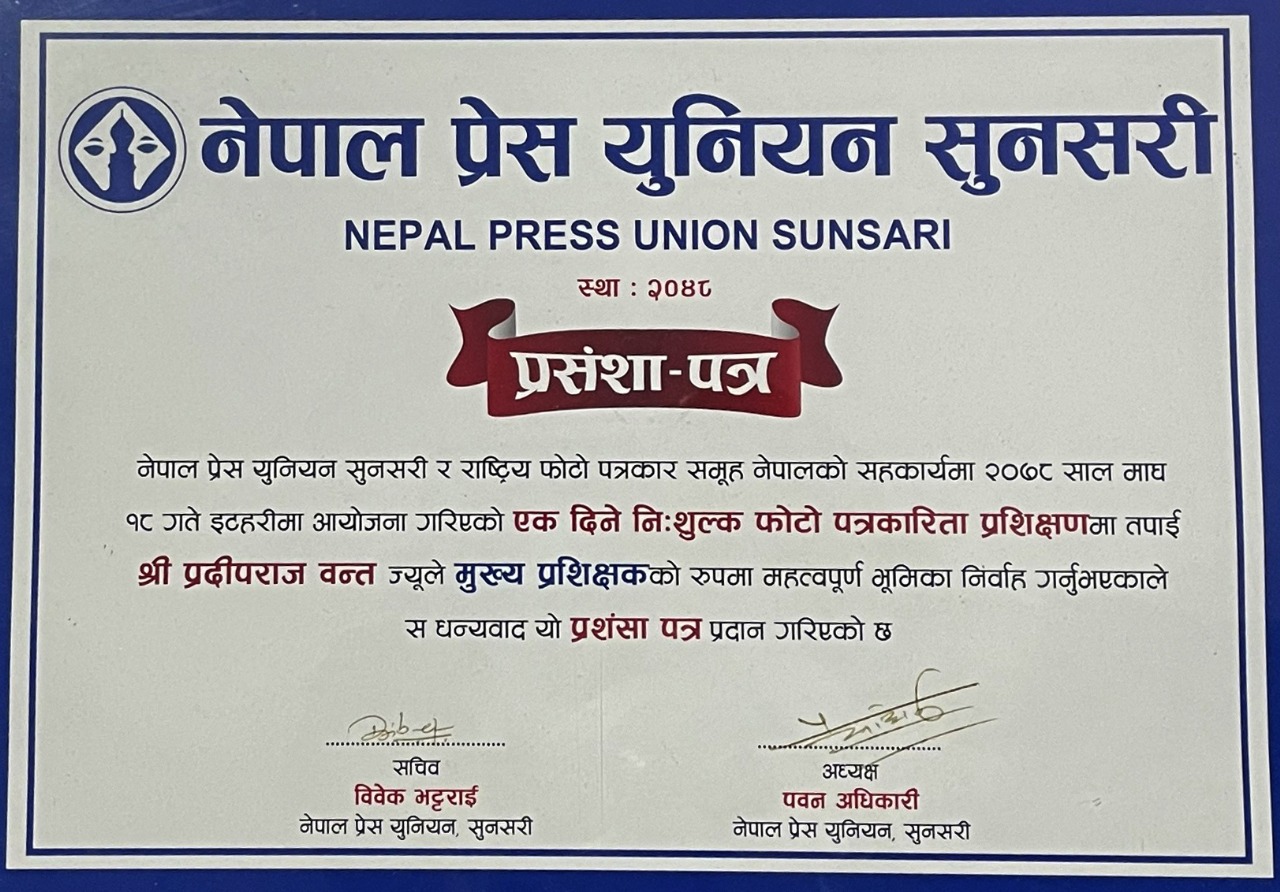 नेपाल प्रेस युनियन सुनसरी
NEPAL PRESS UNION SUNSARI
स्था : २०४८
प्रसंशा-पत्र
नेपाल प्रेस युनियन सुनसरी र राष्ट्रिय फोटो पत्रकार समूह नेपालको सहकार्यमा २०७८ साल माघ
१८ गते इटहरीमा आयोजना गरिएको एक दिने निःशुल्क फोटो पत्रकारिता प्रशिक्षणमा तपाई
श्री प्रदीपराज वन्त ज्यूले मुख्य प्रशिक्षकको रुपमा महत्वपूर्ण भूमिका निर्वाह गर्नुभएकाले
स धन्यवाद यो प्रशंसा पत्र प्रदान गरिएको छ
सचिव
विवेक भट्टराई
नेपाल प्रेस युनियन, सुनसरी
अध्यक्ष
पवन अधिकारी
नेपाल प्रेस युनियन, सुनसरी